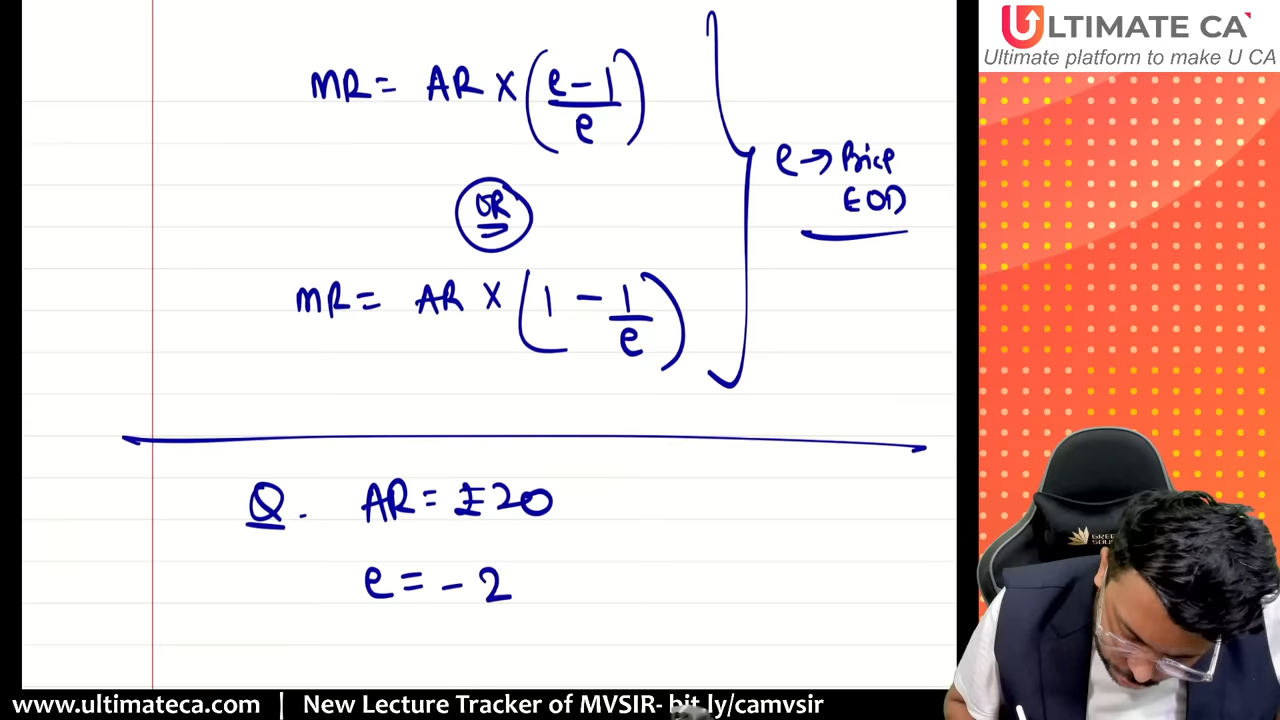 ULTIMATE CA
Ultimate platform to make U CA
MR = AR × (e - 1 / e)
e → Price
EOD
OR
MR = AR × (1 - 1 / e)
Q. AR = ₹20
e = - 2
www.ultimateca.com | New Lecture Tracker of MVSIR- bit.ly/camvsir